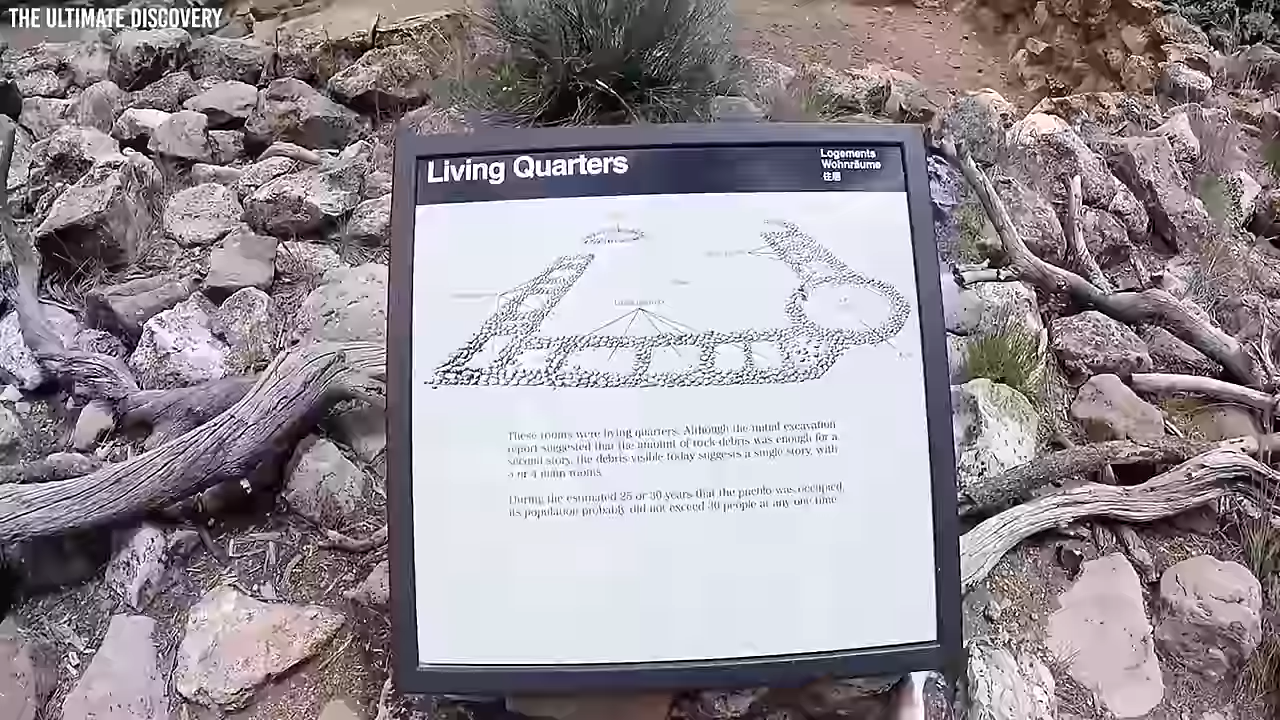 THE ULTIMATE DISCOVERY
Living Quarters
Logements
Wohnräume
住居
These rooms were living quarters. Although the initial excavation
report suggested that the amount of rock debris was enough for a
second story, the debris visible today suggests a single story, with
or 4 main rooms.
During the estimated 25 or 30 years that the pueblo was occupied,
its population probably did not exceed 30 people at any one time